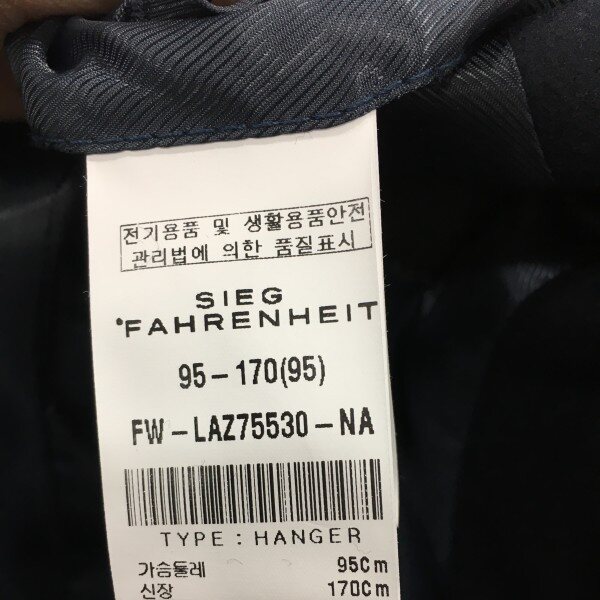 전기용품 및 생활용품안전
관리법에 의한 품질표시
SIEG
°FAHRENHEIT
95-170(95)
FW-LAZ75530-NA
TYPE : HANGER
가슴둘레 95Cm
신장 170Cm